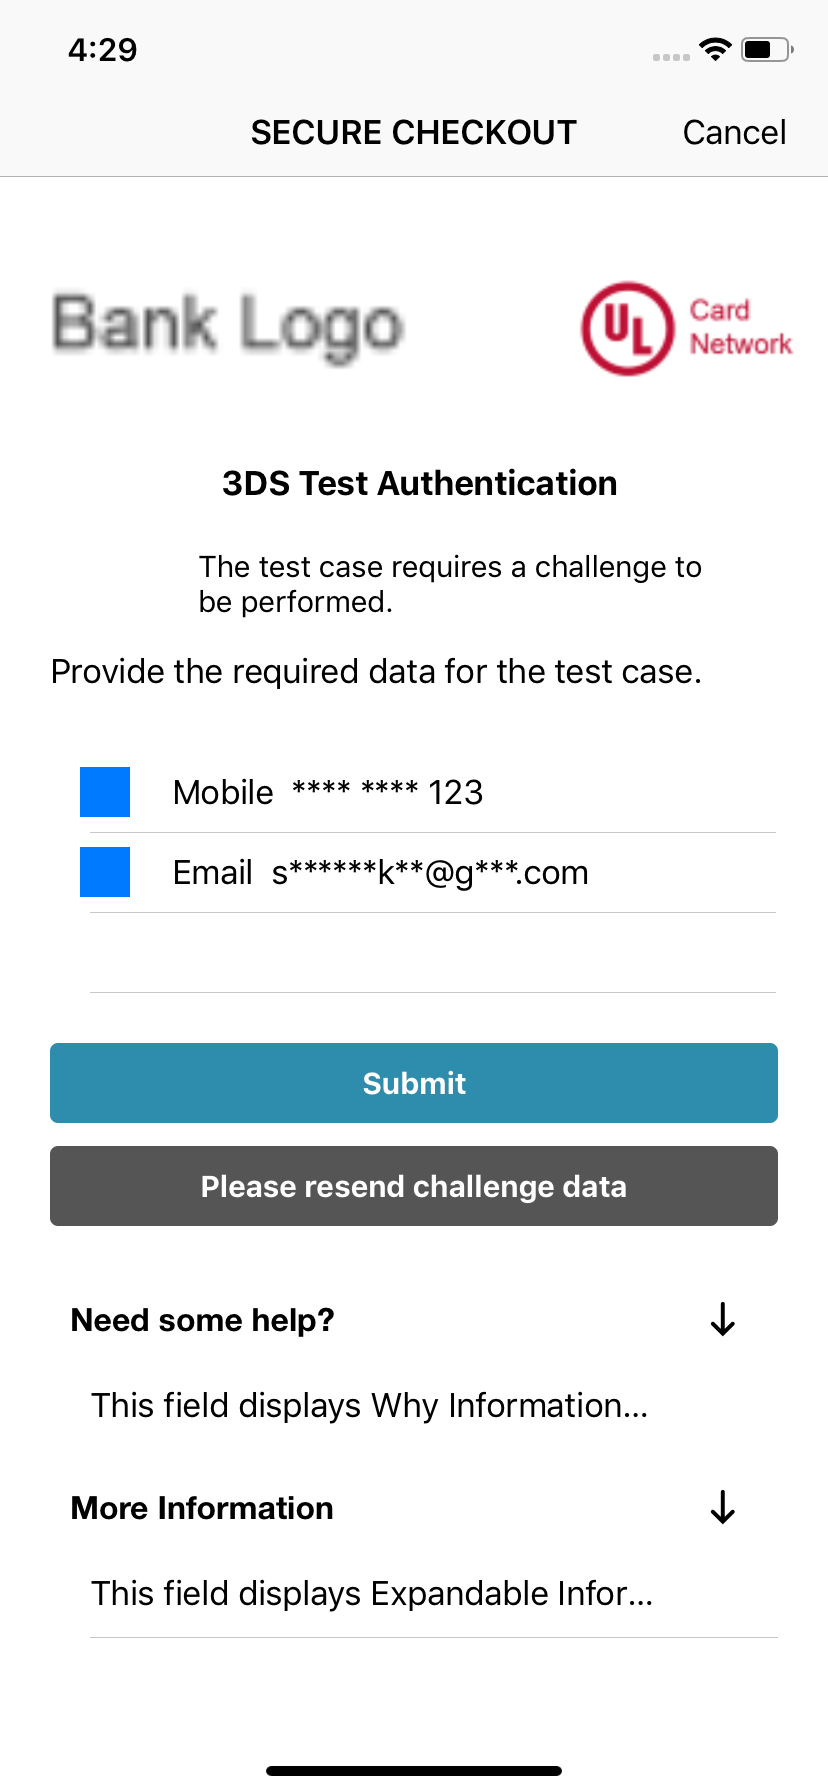 4:29
SECURE CHECKOUT Cancel
Bank Logo
UL Card
Network
3DS Test Authentication
The test case requires a challenge to
be performed.
Provide the required data for the test case.
Mobile **** **** 123
Email s******k**@g***.com
Submit
Please resend challenge data
Need some help?
This field displays Why Information...
More Information
This field displays Expandable Infor...